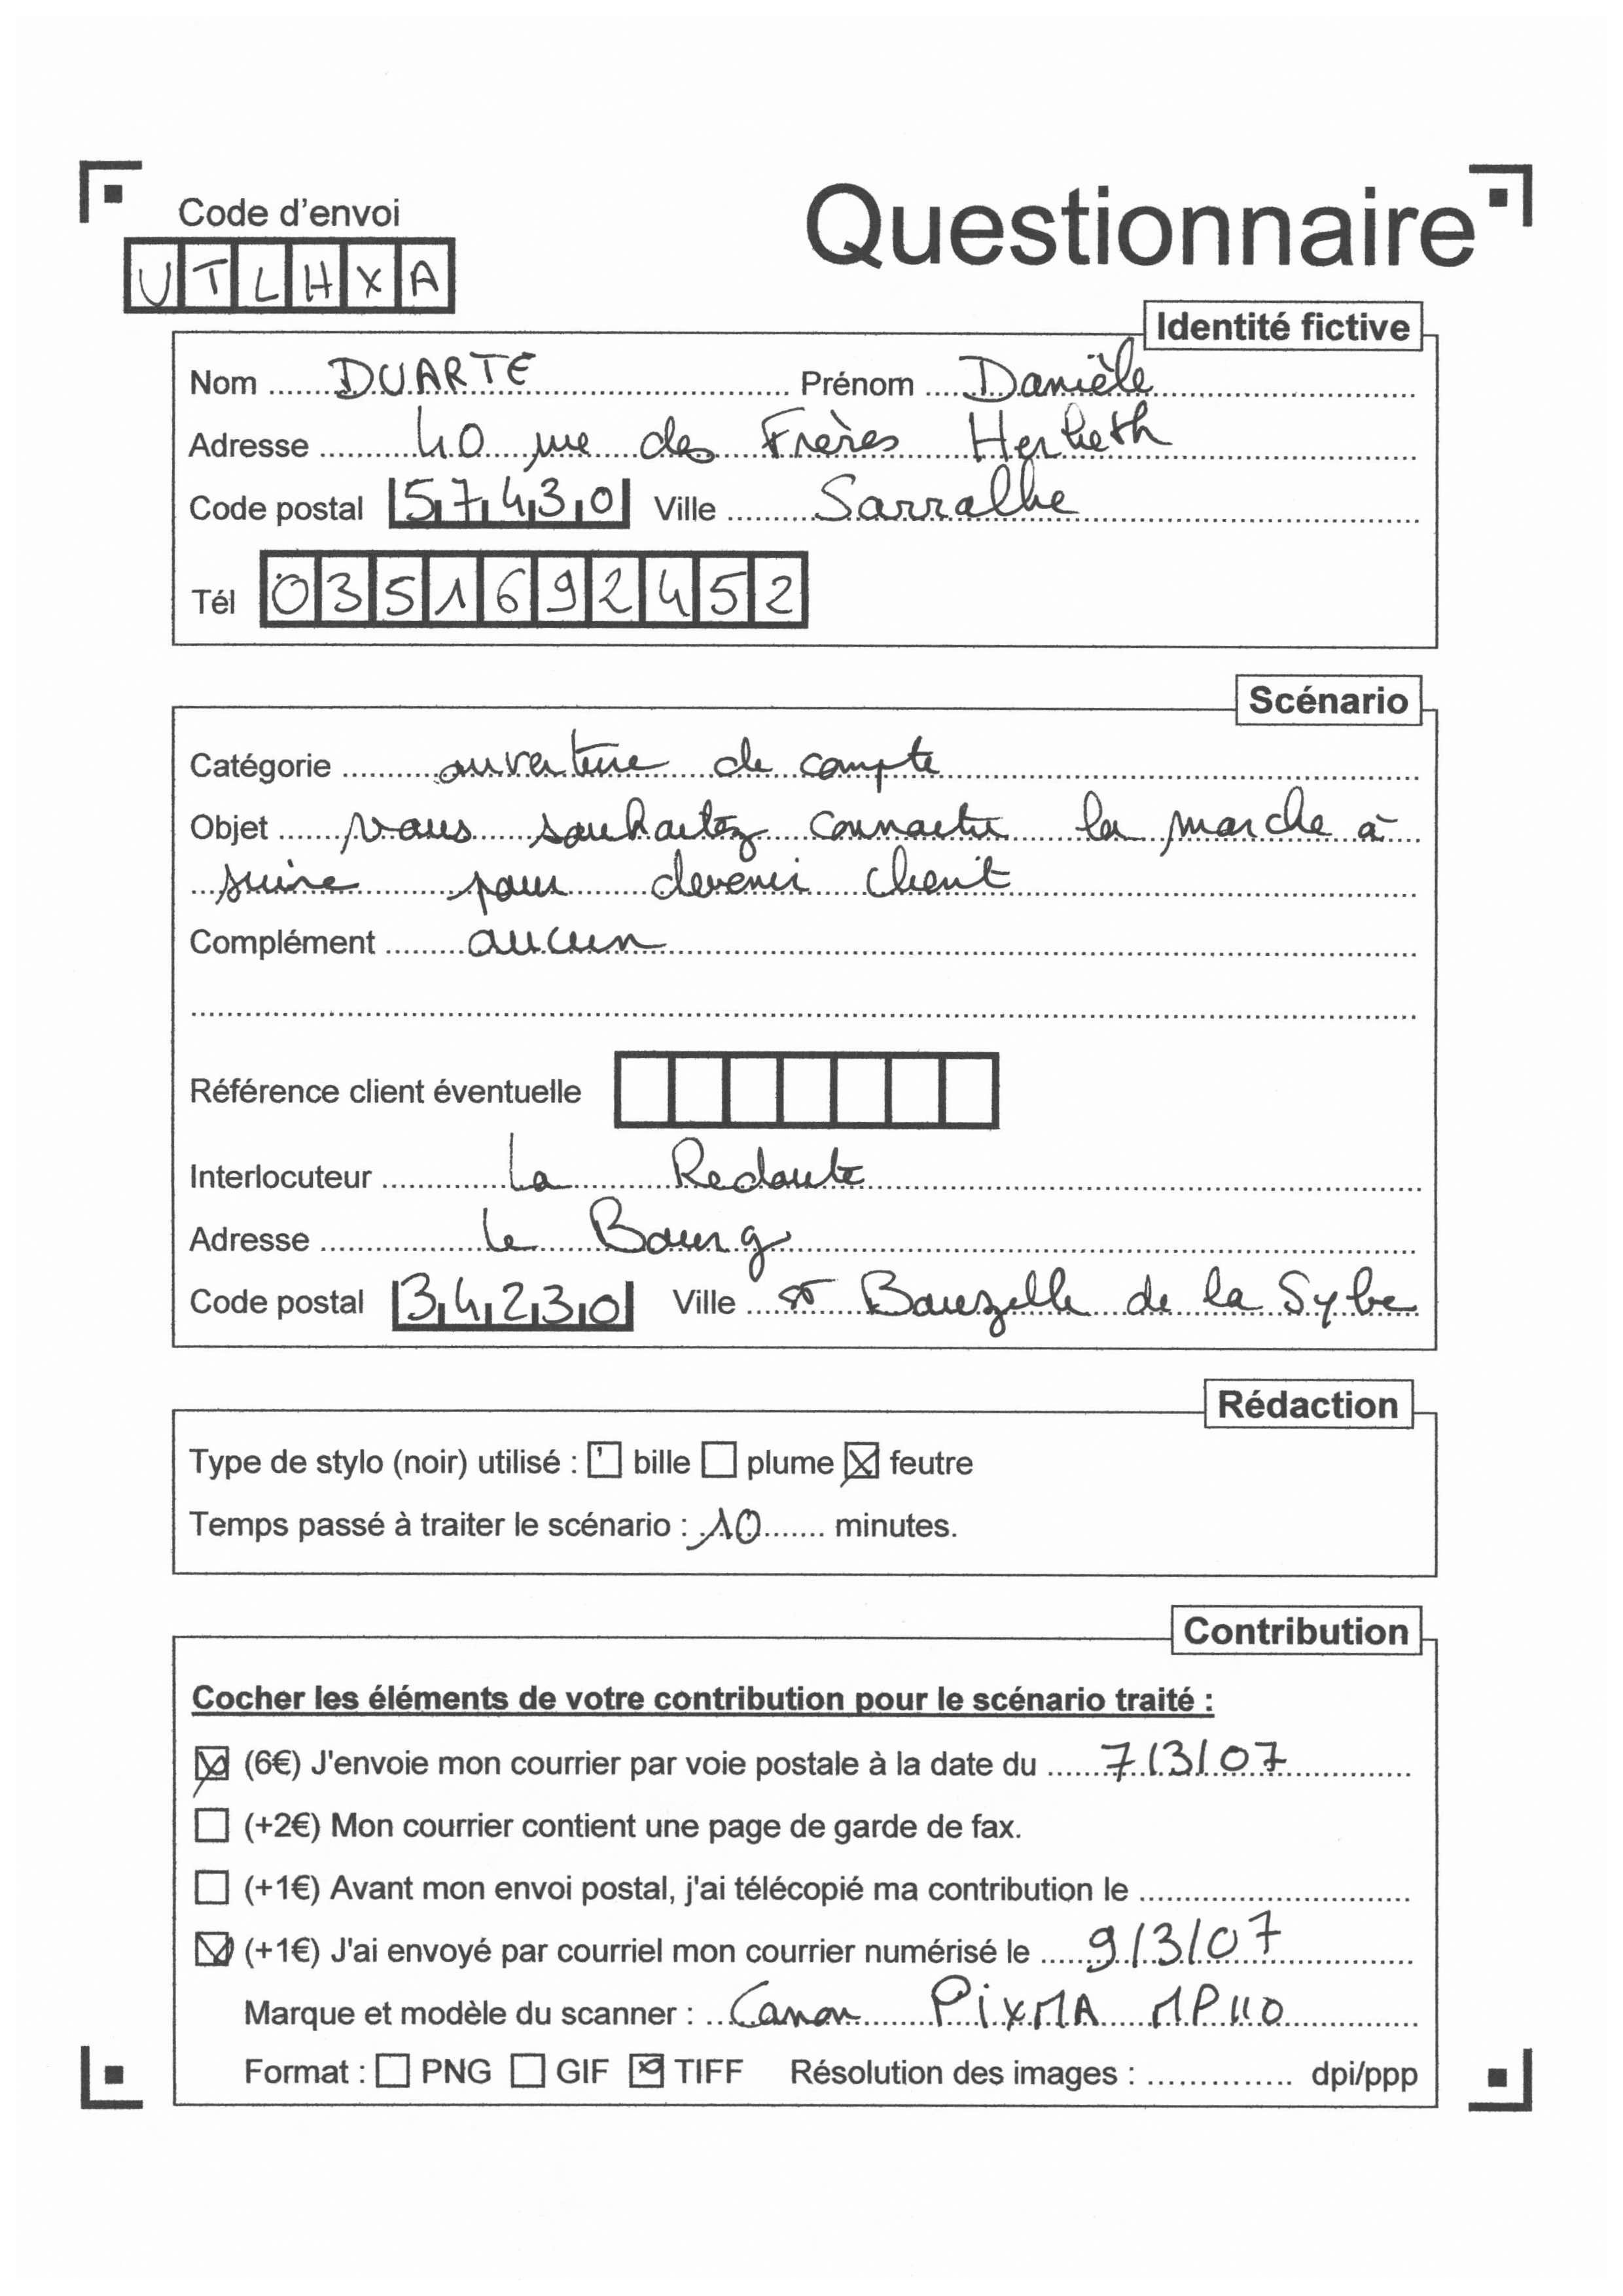 Code d'envoi
Questionnaire
UTLHXA
Identité fictive
Nom DUARTE Prénom Danièle
Adresse 40 rue des Frères
Code postal 57430 Ville Sarralbe
Tél 0351692452
Scénario
Catégorie ouverture de compte
Objet vous souhaitez connaitre la marche à
suivre pour devenir client
Complément aucun
Référence client éventuelle
Interlocuteur La Redoute
Adresse le Bourg
Code postal 34230 Ville St Bauzille de la Sylve
Rédaction
Type de stylo (noir) utilisé : bille plume feutre
Temps passé à traiter le scénario : 10 minutes.
Contribution
Cocher les éléments de votre contribution pour le scénario traité :
(6€) J'envoie mon courrier par voie postale à la date du 7/3/07
(+2€) Mon courrier contient une page de garde de fax.
(+1€) Avant mon envoi postal, j'ai télécopié ma contribution le
(+1€) J'ai envoyé par courriel mon courrier numérisé le 9/3/07
Marque et modèle du scanner : Canon PixMA MP110
Format : PNG GIF TIFF Résolution des images : dpi/ppp